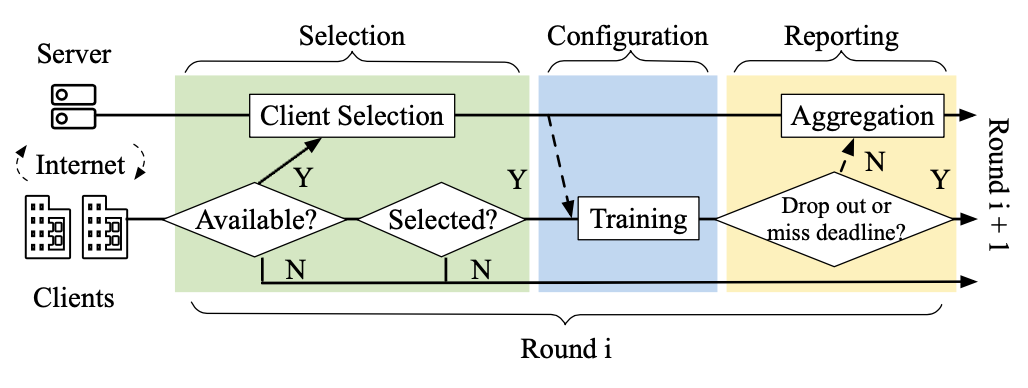 Selection
Configuration
Reporting
Server
Client Selection
Aggregation
Internet
Y
Y
N
Y
Available?
Selected?
Training
Drop out or
miss deadline?
N
N
Clients
Round i + 1
Round i